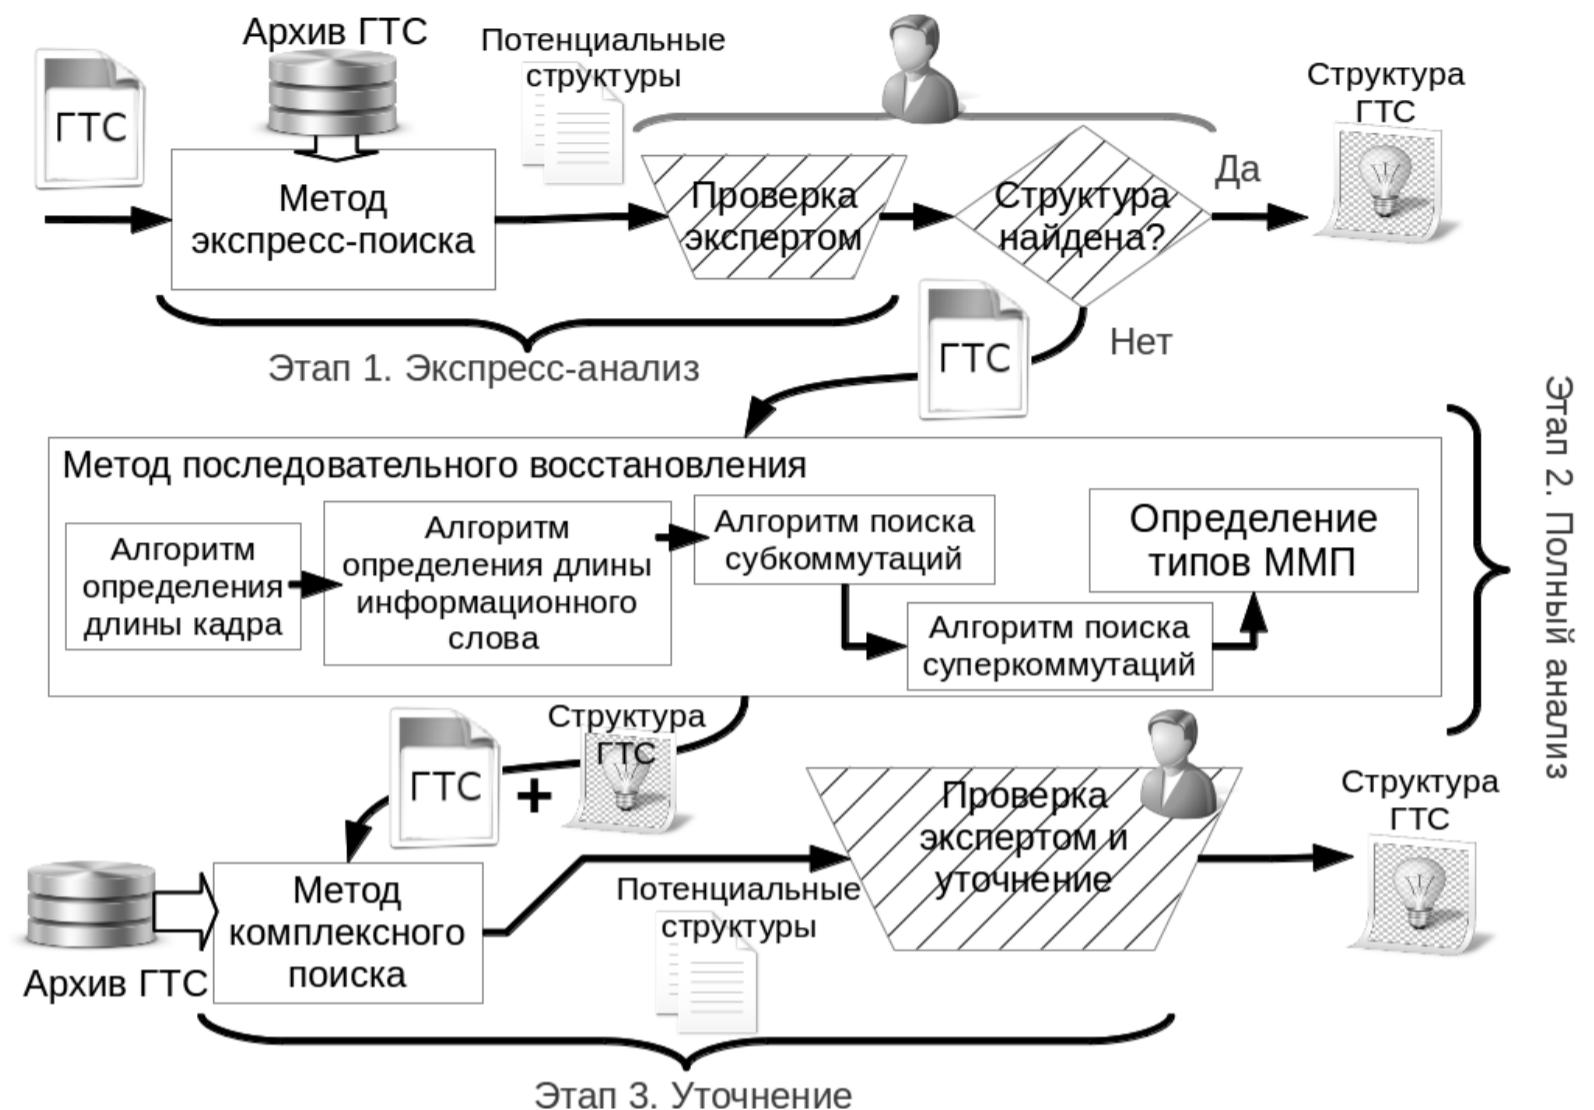 Архив ГТС
Потенциальные
структуры
Структура
ГТС
ГТС
Метод
экспресс-поиска
Проверка
экспертом
Структура
найдена?
Да
Нет
ГТС
Этап 1. Экспресс-анализ
Этап 2. Полный анализ
Метод последовательного восстановления
Алгоритм
определения
длины кадра
Алгоритм
определения длины
информационного
слова
Алгоритм поиска
субкоммутаций
Алгоритм поиска
суперкоммутаций
Определение
типов ММП
ГТС
+
Структура
ГТС
Архив ГТС
Метод
комплексного
поиска
Потенциальные
структуры
Проверка
экспертом и
уточнение
Структура
ГТС
Этап 3. Уточнение